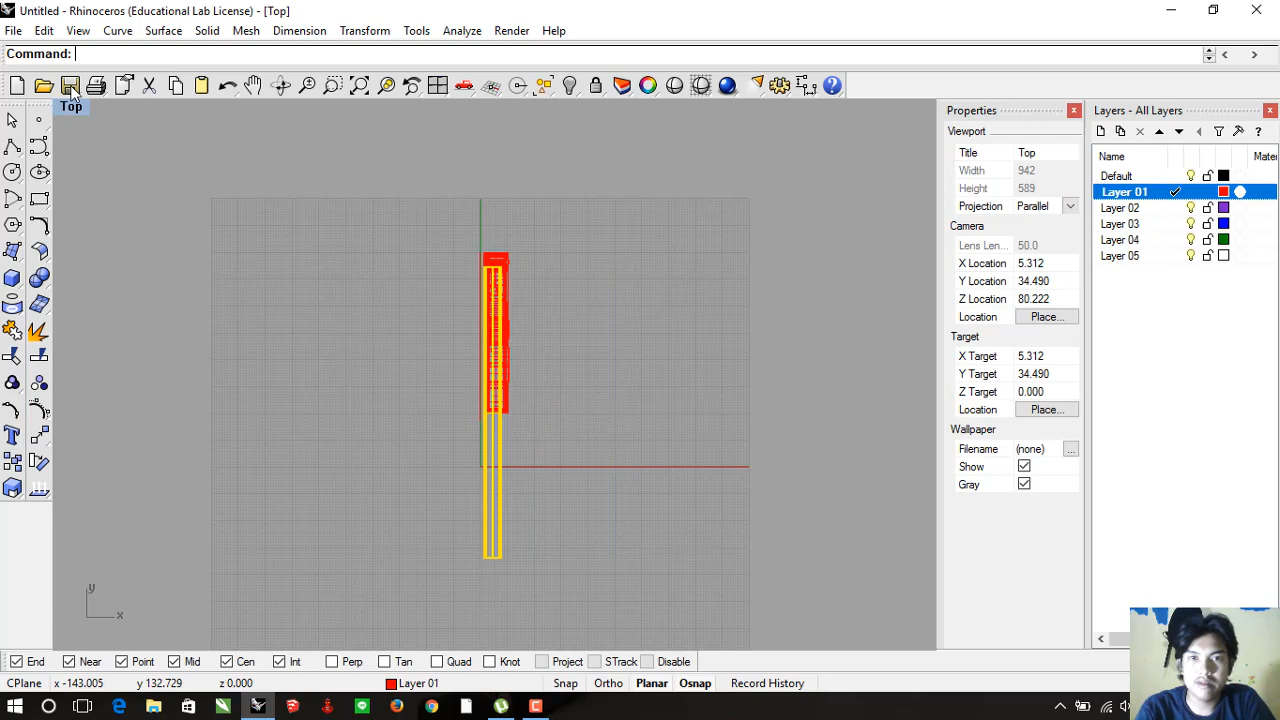 Untitled - Rhinoceros (Educational Lab License) - [Top]
File Edit View Curve Surface Solid Mesh Dimension Transform Tools Analyze Render Help
Command:
Top
Properties
Viewport
Title Top
Width 942
Height 589
Projection Parallel
Camera
Lens Len... 50.0
X Location 5.312
Y Location 34.490
Z Location 80.222
Location Place...
Target
X Target 5.312
Y Target 34.490
Z Target 0.000
Location Place...
Wallpaper
Filename (none) ...
Show
Gray
Layers - All Layers
Name Mate
Default
Layer 01
Layer 02
Layer 03
Layer 04
Layer 05
y
x
End Near Point Mid Cen Int Perp Tan Quad Knot Project STrack Disable
CPlane x -143.005 y 132.729 z 0.000 Layer 01 Snap Ortho Planar Osnap Record History